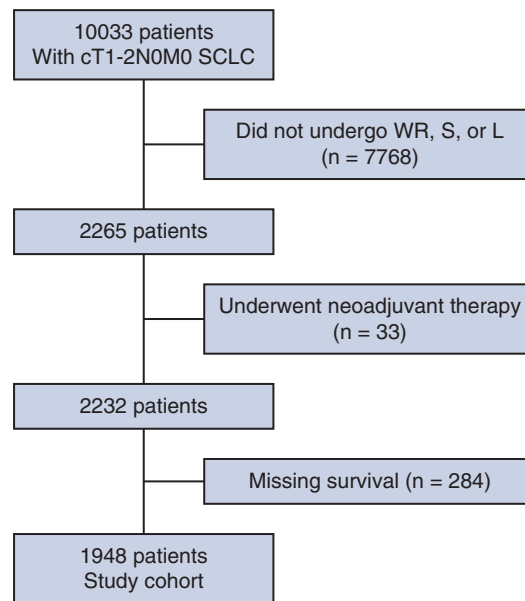 10033 patients
With cT1-2N0M0 SCLC
Did not undergo WR, S, or L
(n = 7768)
2265 patients
Underwent neoadjuvant therapy
(n = 33)
2232 patients
Missing survival (n = 284)
1948 patients
Study cohort